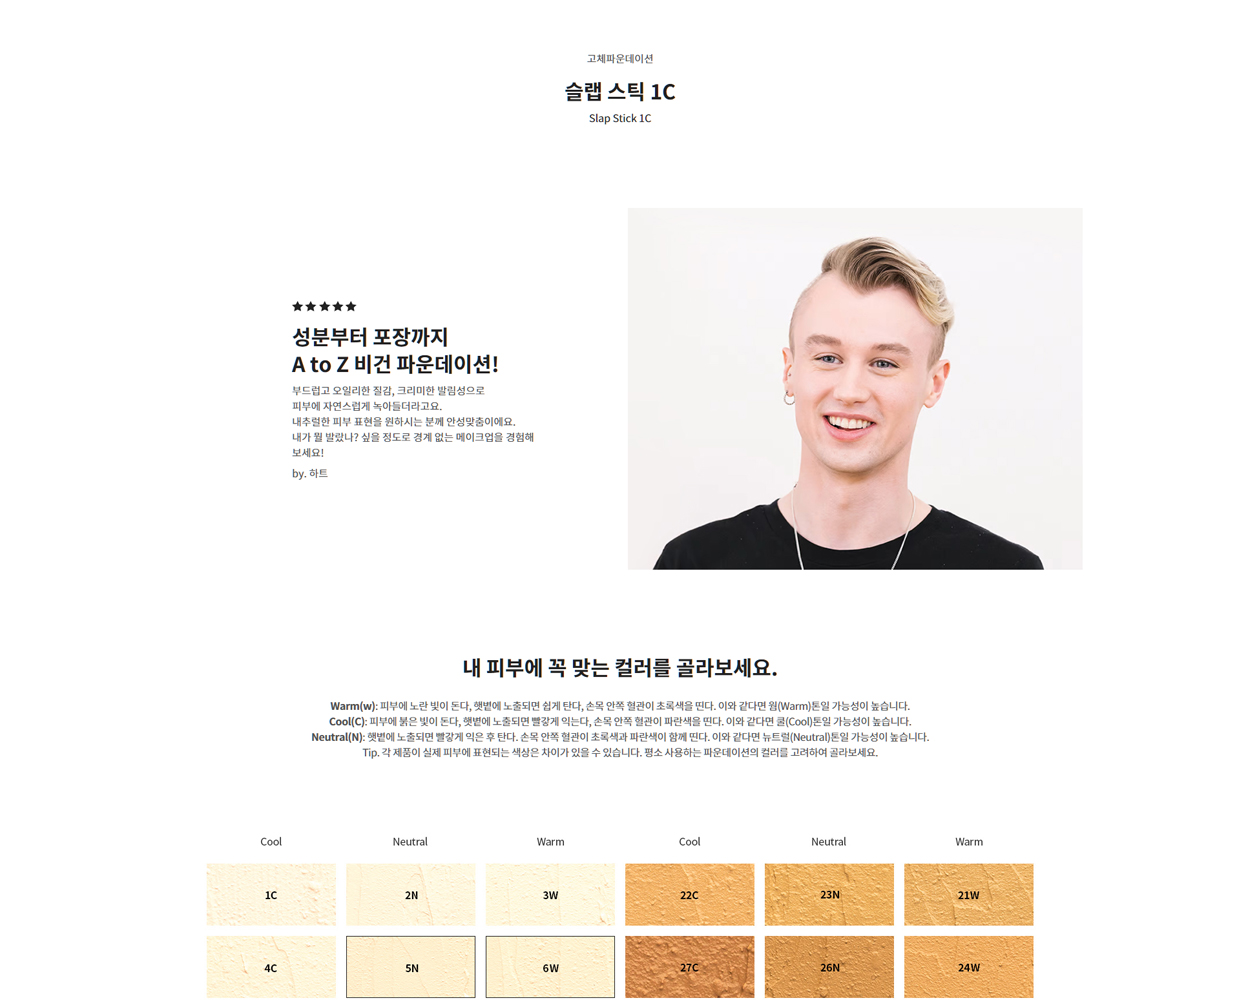 고체파운데이션
슬랩 스틱 1C
Slap Stick 1C
★★★★★
성분부터 포장까지
A to Z 비건 파운데이션!
부드럽고 오일리한 질감, 크리미한 발림성으로
피부에 자연스럽게 녹아들더라고요.
내추럴한 피부 표현을 원하시는 분께 안성맞춤이에요.
내가 뭘 발랐나? 싶을 정도로 경계 없는 메이크업을 경험해
보세요!
by. 하트
내 피부에 꼭 맞는 컬러를 골라보세요.
Warm(w): 피부에 노란 빛이 돈다, 햇볕에 노출되면 쉽게 탄다, 손목 안쪽 혈관이 초록색을 띤다. 이와 같다면 웜(Warm)톤일 가능성이 높습니다.
Cool(C): 피부에 붉은 빛이 돈다, 햇볕에 노출되면 빨갛게 익는다, 손목 안쪽 혈관이 파란색을 띤다. 이와 같다면 쿨(Cool)톤일 가능성이 높습니다.
Neutral(N): 햇볕에 노출되면 빨갛게 익은 후 탄다. 손목 안쪽 혈관이 초록색과 파란색이 함께 띤다. 이와 같다면 뉴트럴(Neutral)톤일 가능성이 높습니다.
Tip. 각 제품이 실제 피부에 표현되는 색상은 차이가 있을 수 있습니다. 평소 사용하는 파운데이션의 컬러를 고려하여 골라보세요.
Cool Neutral Warm Cool Neutral Warm
1C 2N 3W 22C 23N 21W
4C 5N 6W 27C 26N 24W